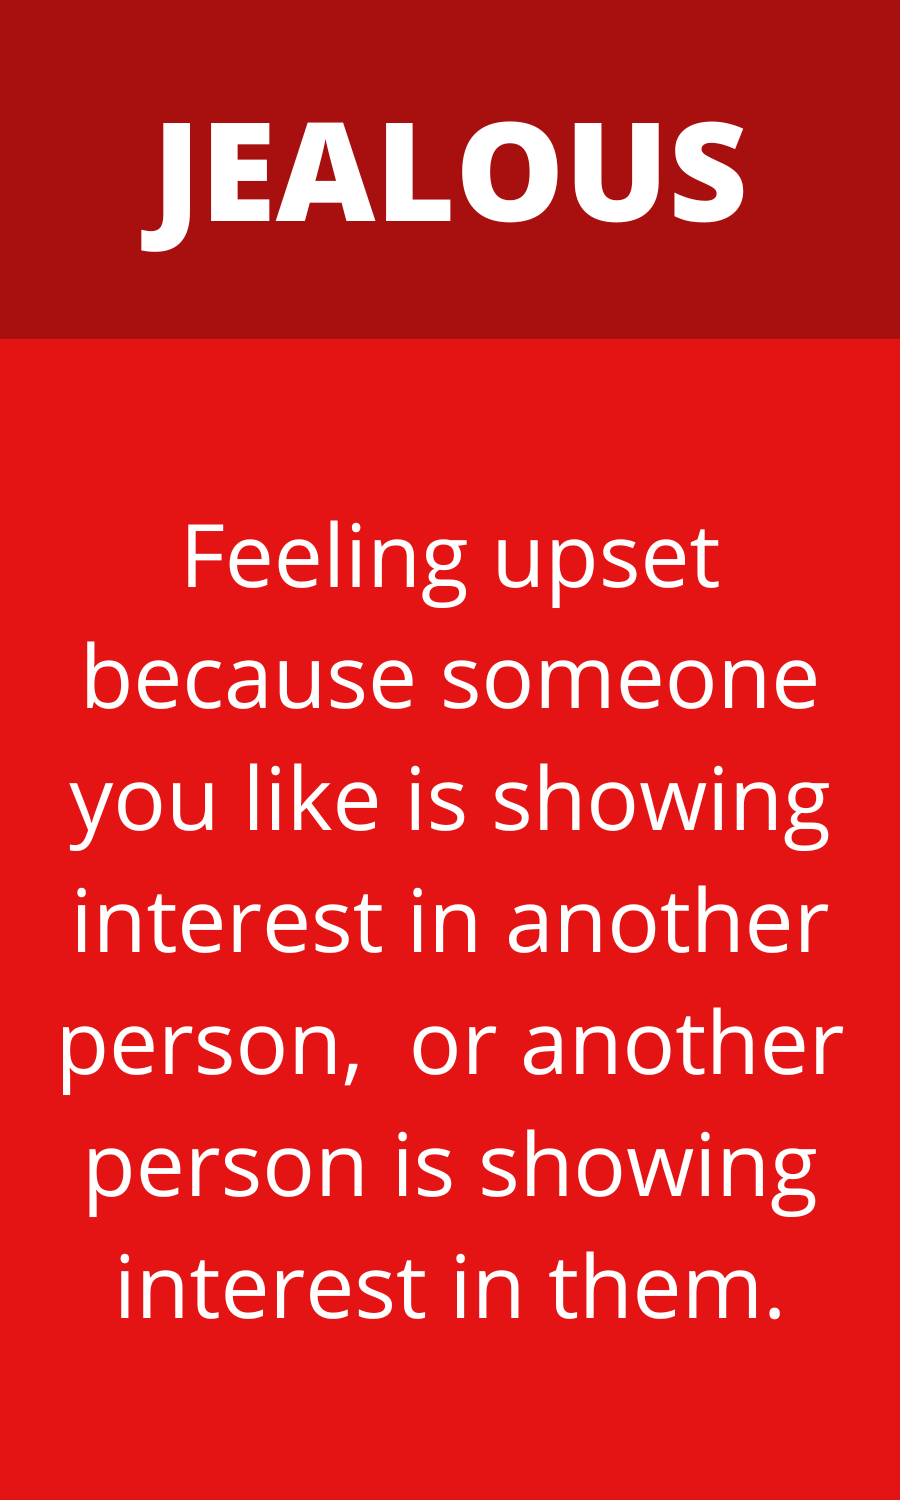 JEALOUS
Feeling upset
because someone
you like is showing
interest in another
person,  or another
person is showing
interest in them.